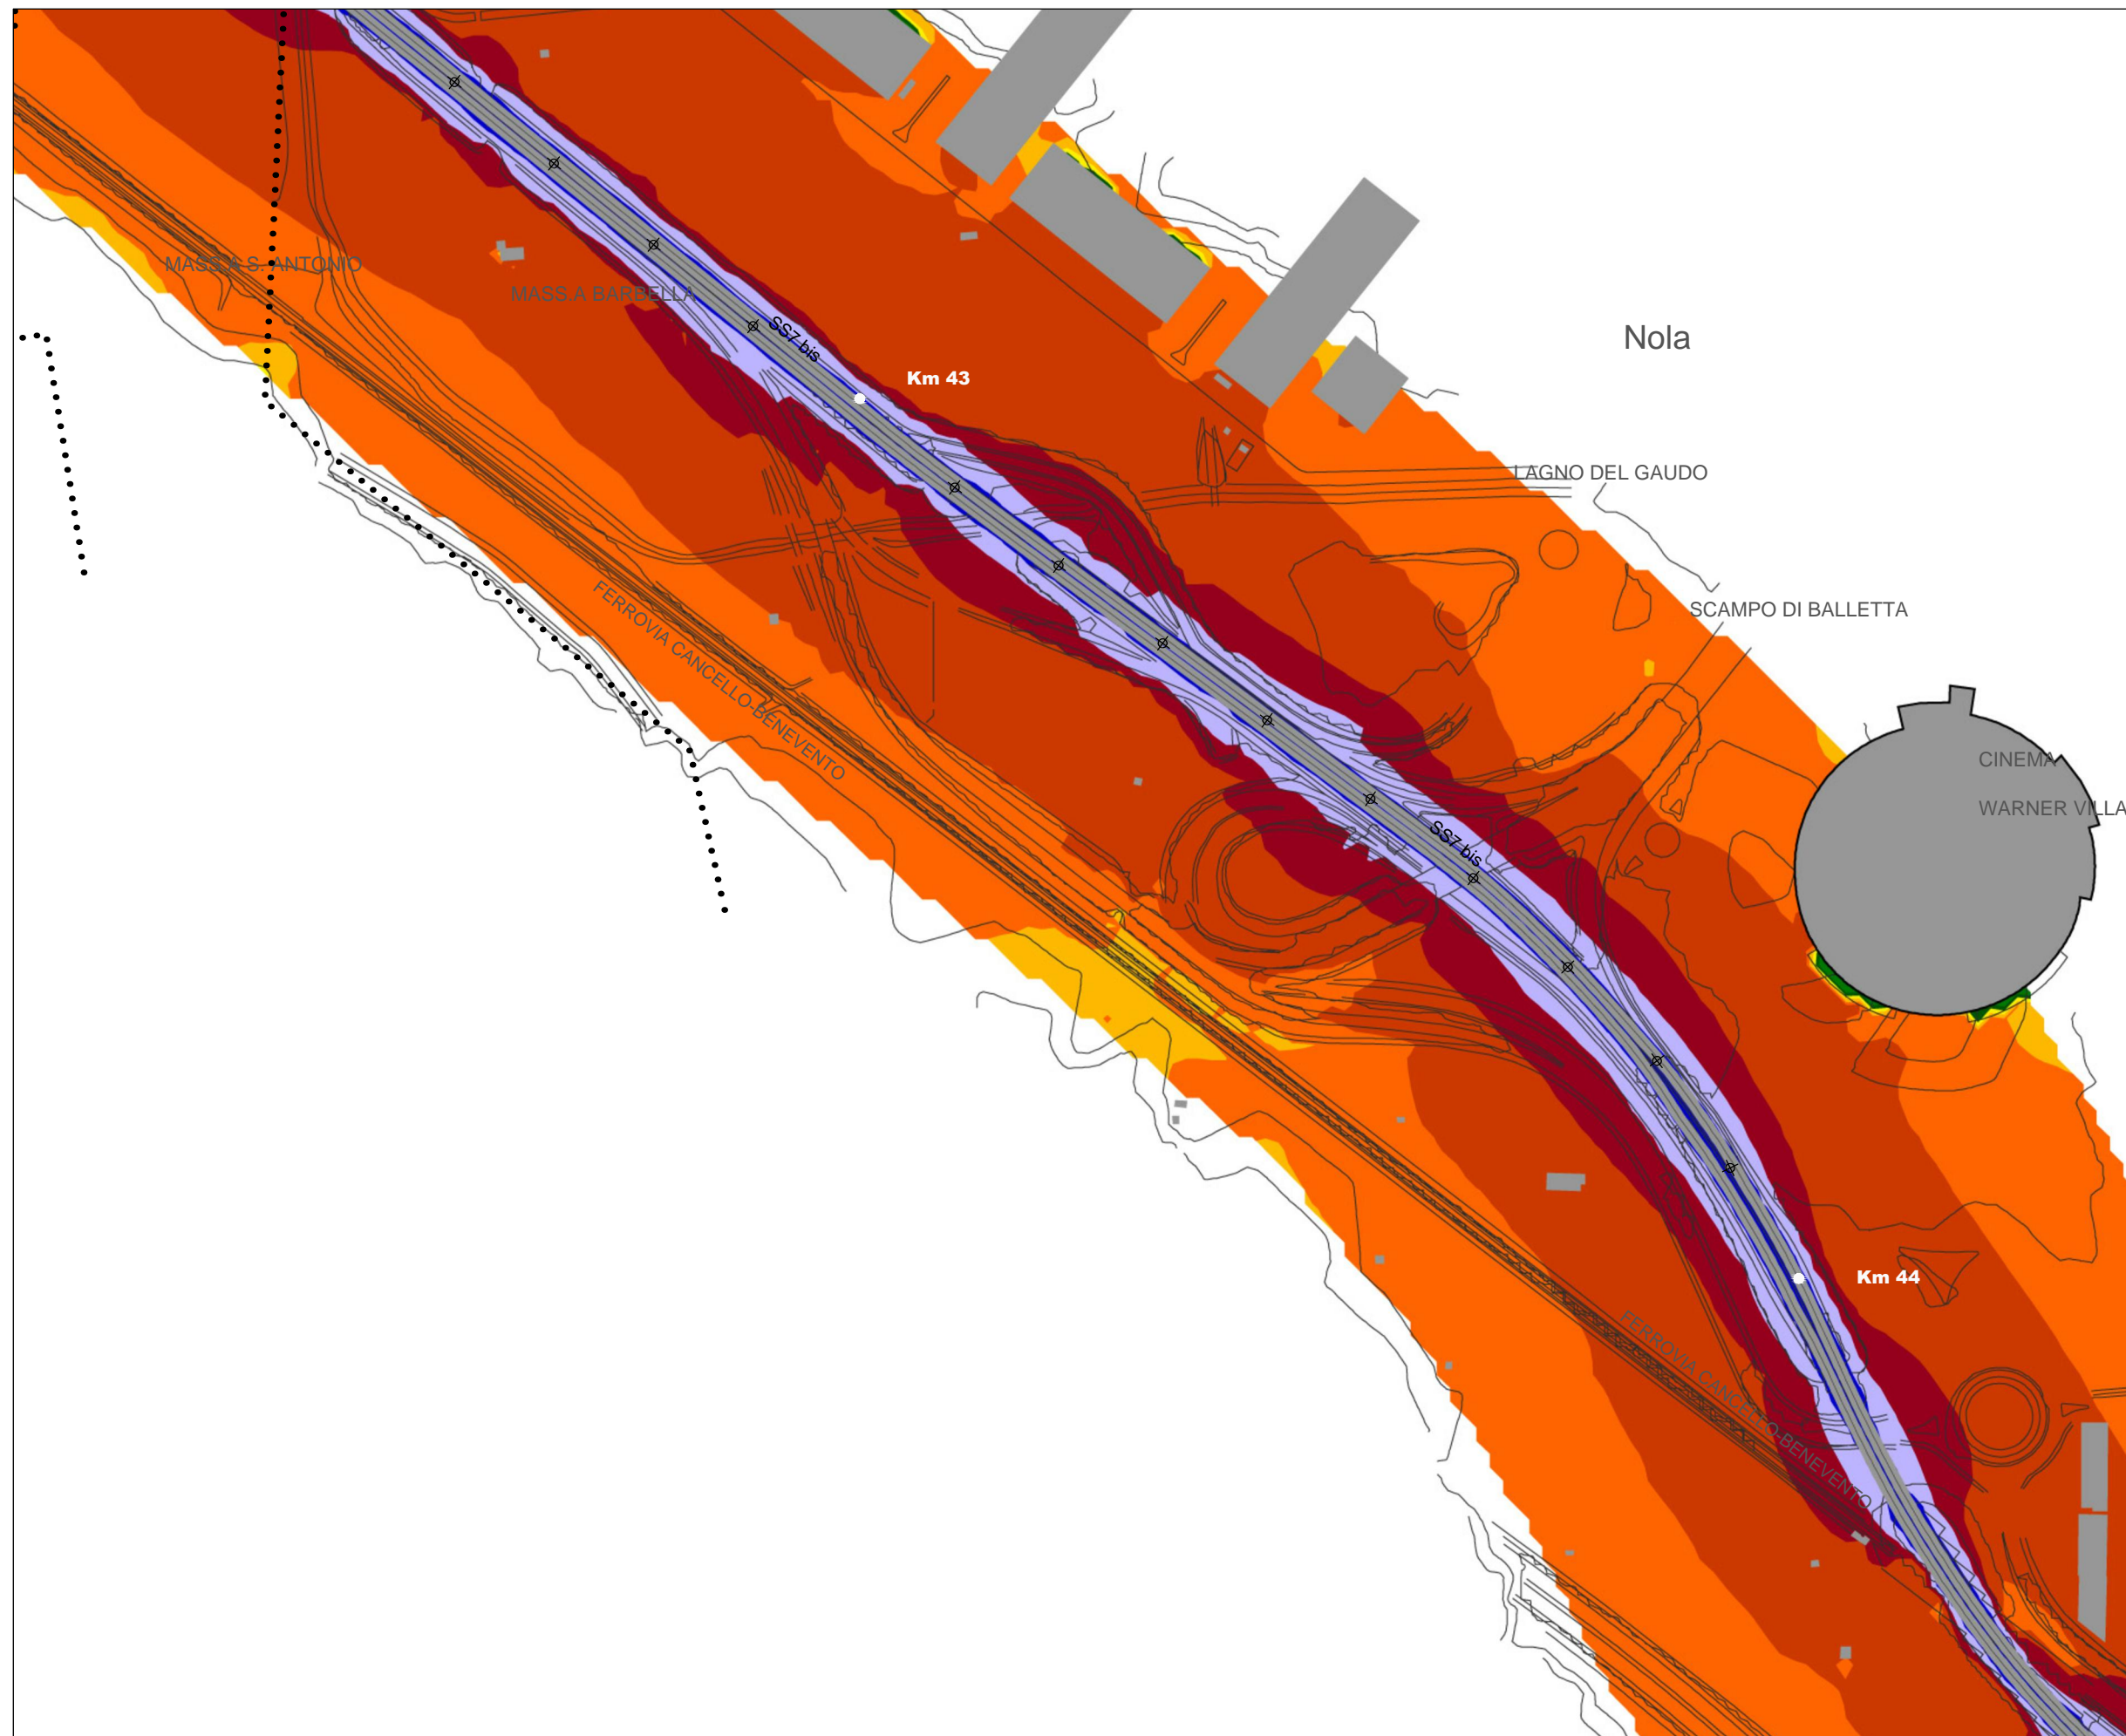 MASS.A S. ANTONIO
MASS.A BARBELLA
SS7 bis
Nola
Km 43
LAGNO DEL GAUDO
SCAMPO DI BALLETTA
FERROVIA CANCELLO-BENEVENTO
CINEMA
WARNER VILLA
SS7 bis
Km 44
FERROVIA CANCELLO-BENEVENTO